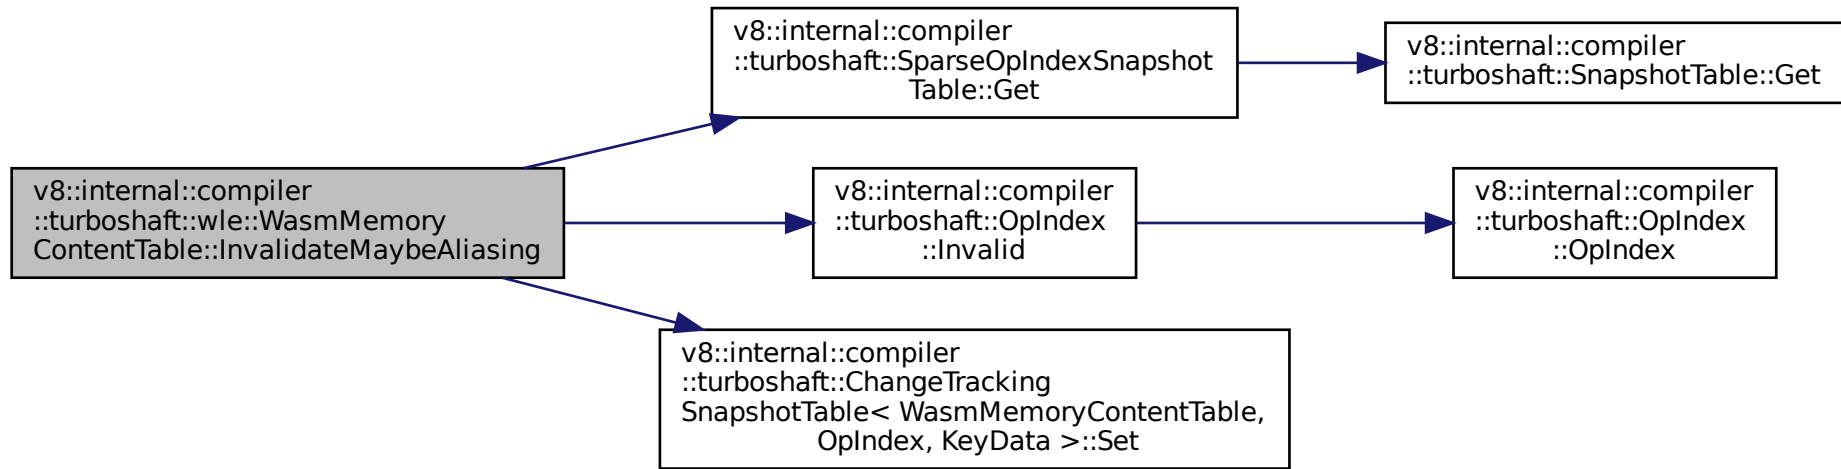 v8::internal::compiler
::turboshaft::SparseOpIndexSnapshot
Table::Get
v8::internal::compiler
::turboshaft::SnapshotTable::Get
v8::internal::compiler
::turboshaft::wle::WasmMemory
ContentTable::InvalidateMaybeAliasing
v8::internal::compiler
::turboshaft::OpIndex
::Invalid
v8::internal::compiler
::turboshaft::OpIndex
::OpIndex
v8::internal::compiler
::turboshaft::ChangeTracking
SnapshotTable< WasmMemoryContentTable,
OpIndex, KeyData >::Set